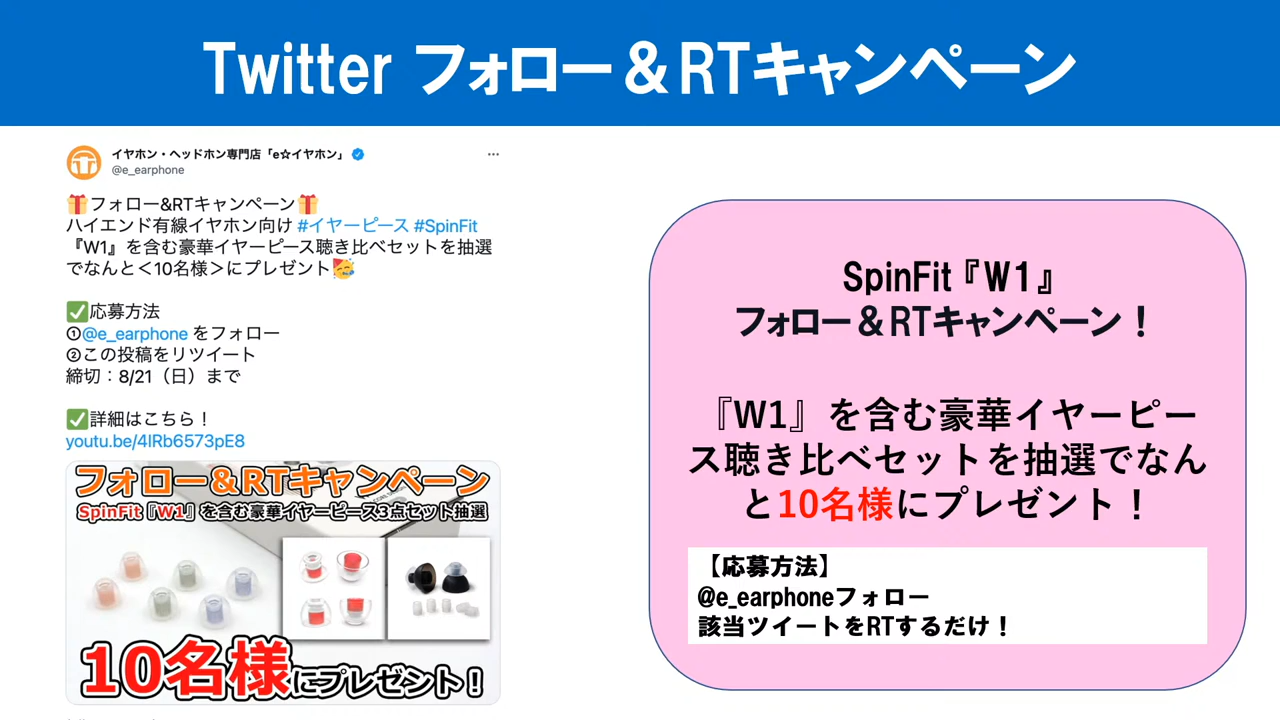 Twitter フォロー＆RTキャンペーン
イヤホン・ヘッドホン専門店「e☆イヤホン」
@e_earphone
🎁フォロー&RTキャンペーン🎁
ハイエンド有線イヤホン向け #イヤーピース #SpinFit
『W1』を含む豪華イヤーピース聴き比べセットを抽選
でなんと＜10名様＞にプレゼント🥳
✅応募方法
①@e_earphone をフォロー
②この投稿をリツイート
締切：8/21（日）まで
✅詳細はこちら！
youtu.be/4lRb6573pE8
フォロー＆RTキャンペーン
SpinFit『W1』を含む豪華イヤーピース3点セット抽選
10名様にプレゼント！
SpinFit『W1』
フォロー＆RTキャンペーン！
『W1』を含む豪華イヤーピー
ス聴き比べセットを抽選でなん
と10名様にプレゼント！
【応募方法】
@e_earphoneフォロー
該当ツイートをRTするだけ！